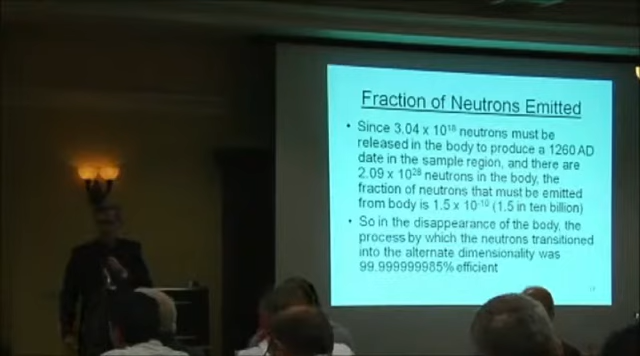 Fraction of Neutrons Emitted
• Since 3.04 x 10¹⁸ neutrons must be
released in the body to produce a 1260 AD
date in the sample region, and there are
2.09 x 10²⁸ neutrons in the body, the
fraction of neutrons that must be emitted
from body is 1.5 x 10⁻¹⁰ (1.5 in ten billion)
• So in the disappearance of the body, the
process by which the neutrons transitioned
into the alternate dimensionality was
99.999999985% efficient